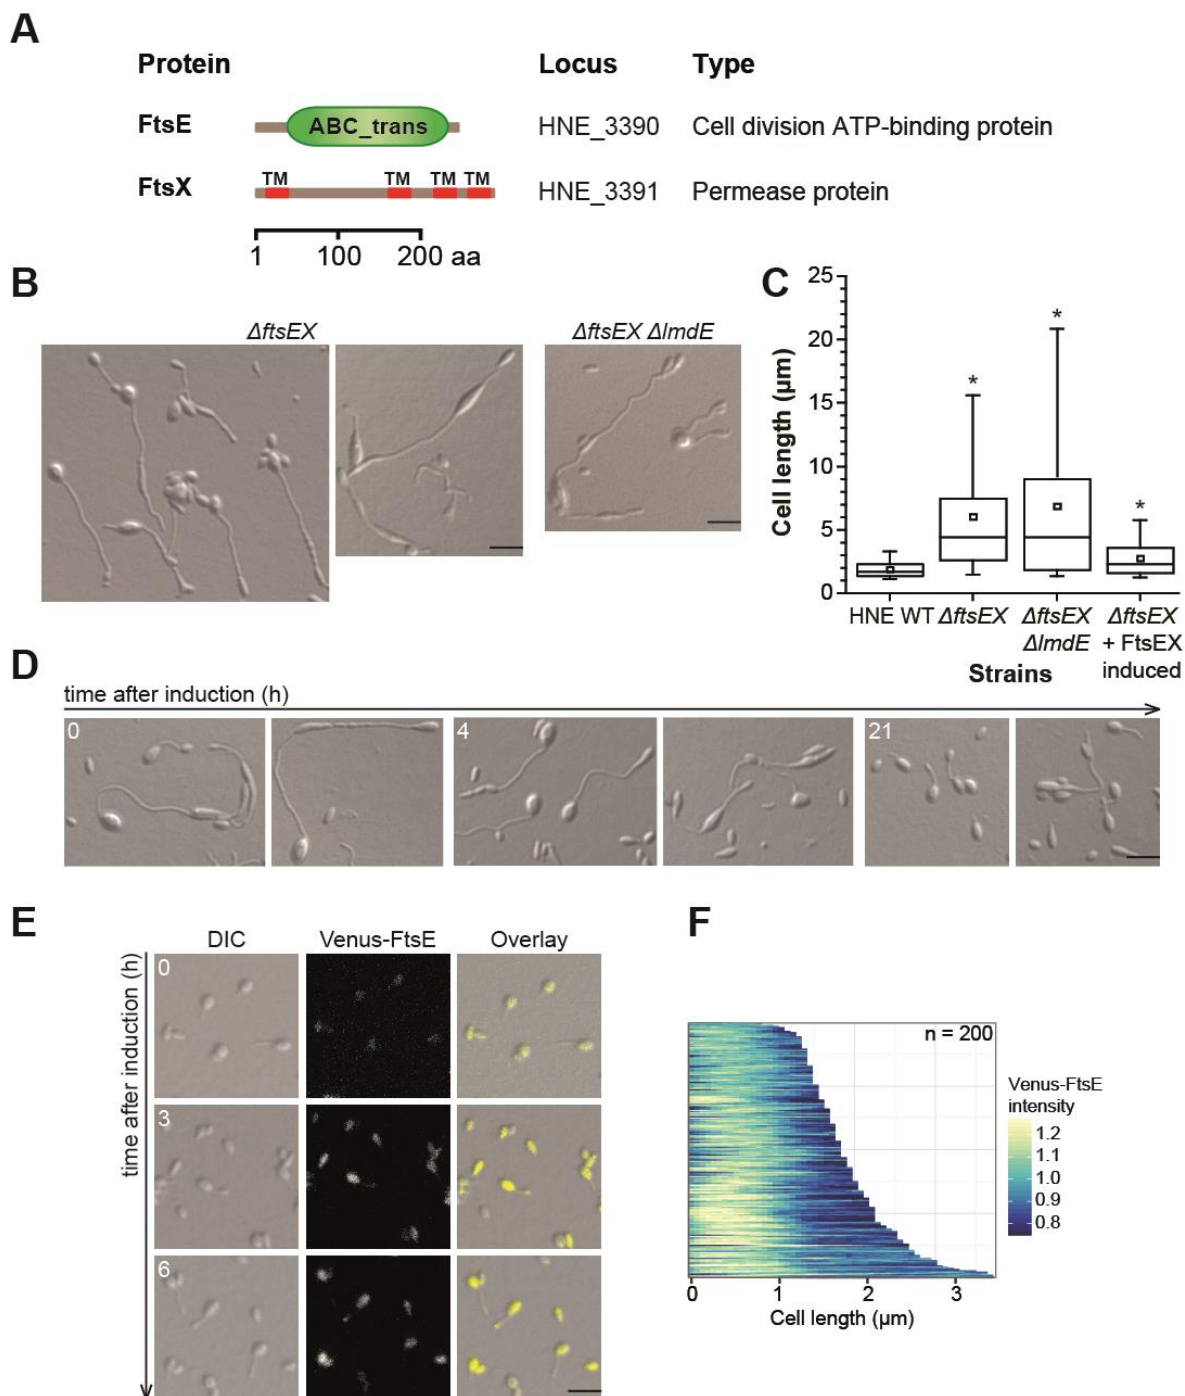 A
Protein Locus Type
FtsE ABC_trans HNE_3390 Cell division ATP-binding protein
FtsX TM TM TM TM HNE_3391 Permease protein
1 100 200 aa
B
ΔftsEX
ΔftsEX ΔlmdE
C
Cell length (µm)
25
20
15
10
5
0
* * *
HNE WT ΔftsEX ΔftsEX ΔftsEX
ΔlmdE + FtsEX
Strains induced
D
time after induction (h)
0 4 21
E
DIC Venus-FtsE Overlay
time after induction (h)
0
3
6
F
n = 200
Venus-FtsE
intensity
1.2
1.1
1.0
0.9
0.8
0 1 2 3
Cell length (µm)